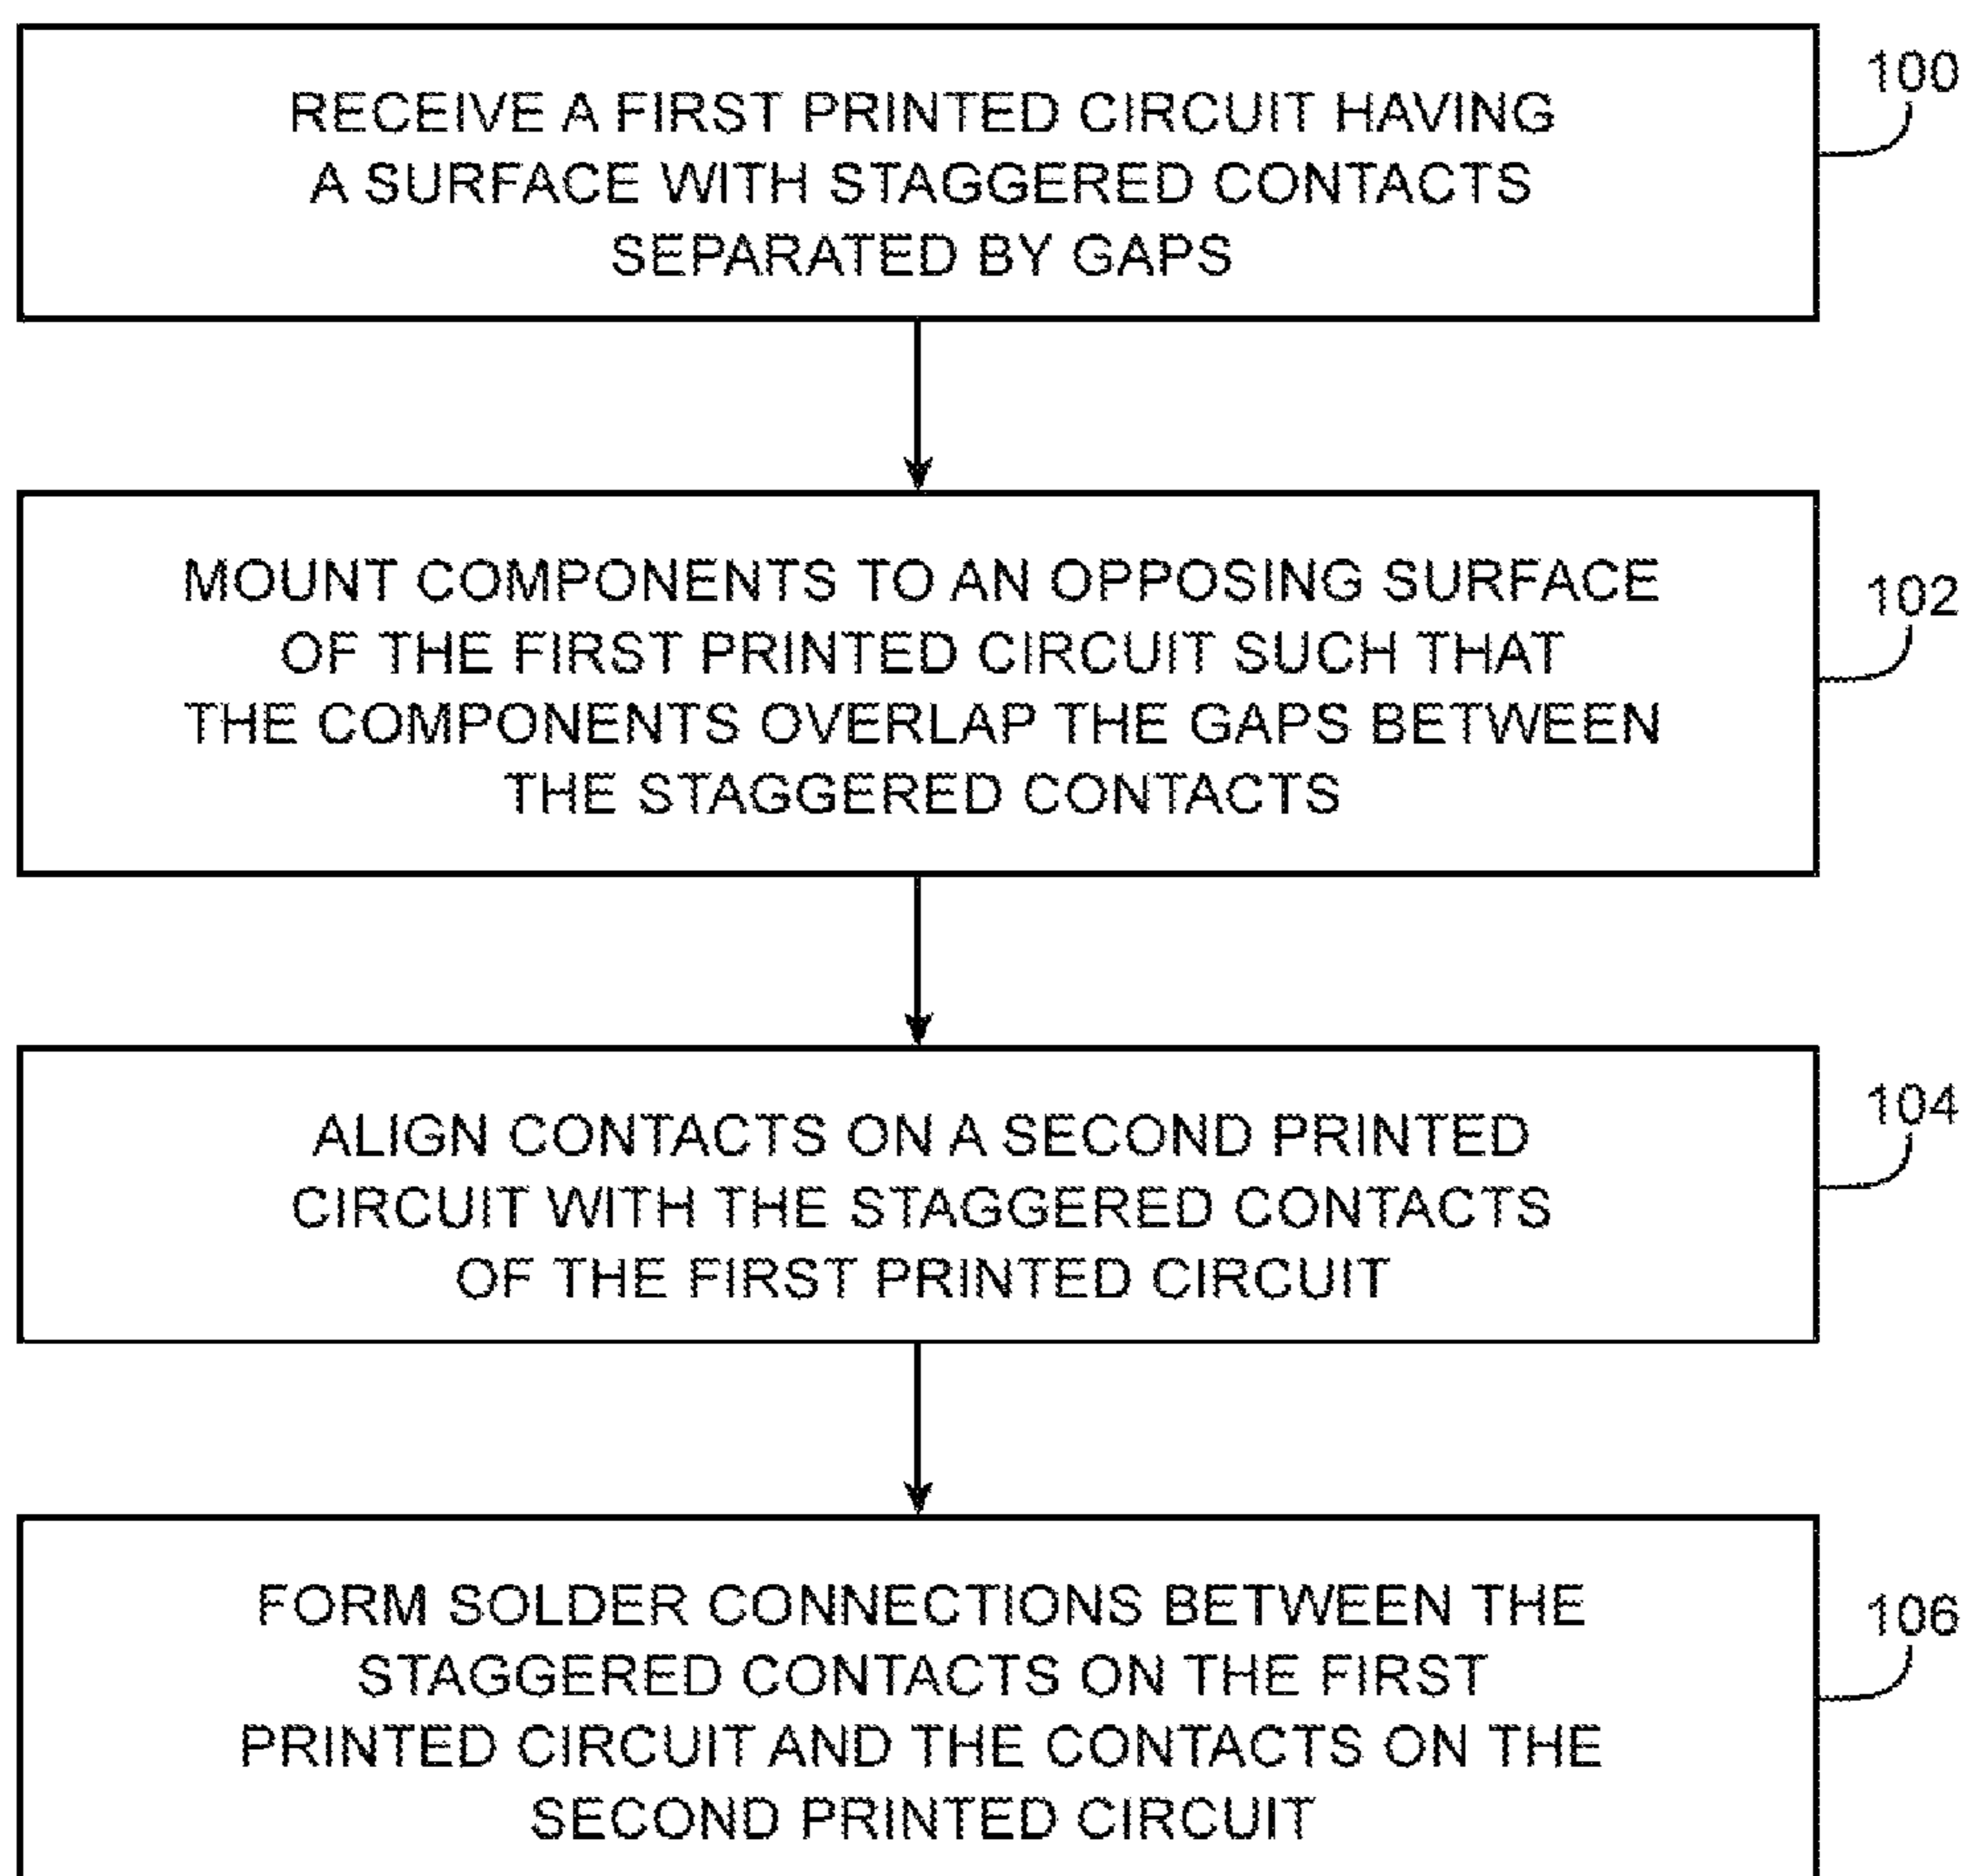 RECEIVE A FIRST PRINTED CIRCUIT HAVING
A SURFACE WITH STAGGERED CONTACTS
SEPARATED BY GAPS
100
MOUNT COMPONENTS TO AN OPPOSING SURFACE
OF THE FIRST PRINTED CIRCUIT SUCH THAT
THE COMPONENTS OVERLAP THE GAPS BETWEEN
THE STAGGERED CONTACTS
102
ALIGN CONTACTS ON A SECOND PRINTED
CIRCUIT WITH THE STAGGERED CONTACTS
OF THE FIRST PRINTED CIRCUIT
104
FORM SOLDER CONNECTIONS BETWEEN THE
STAGGERED CONTACTS ON THE FIRST
PRINTED CIRCUIT AND THE CONTACTS ON THE
SECOND PRINTED CIRCUIT
106